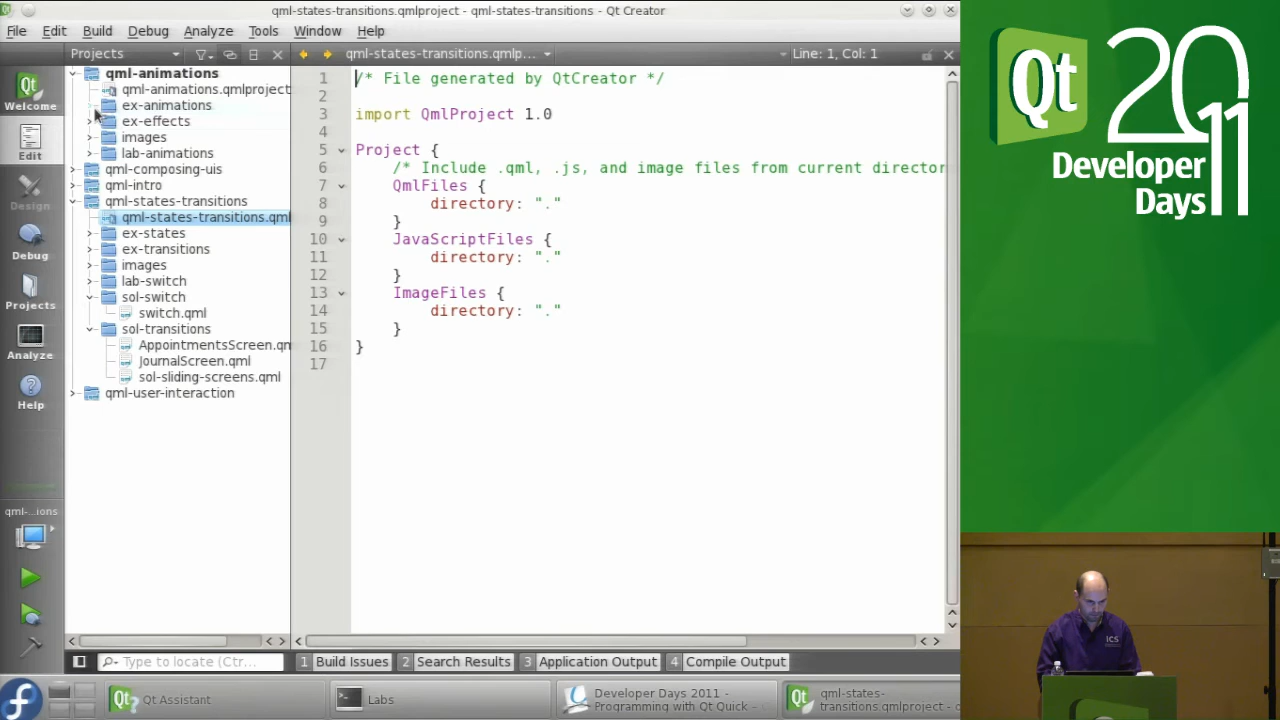 qml-states-transitions.qmlproject - qml-states-transitions - Qt Creator
File Edit Build Debug Analyze Tools Window Help
Projects
qml-states-transitions.qmlp...
Line: 1, Col: 1
Qt
Welcome
Edit
Design
Debug
Projects
Analyze
Help
qml-...ions
qml-animations
qml-animations.qmlproject
ex-animations
ex-effects
images
lab-animations
qml-composing-uis
qml-intro
qml-states-transitions
qml-states-transitions.qml
ex-states
ex-transitions
images
lab-switch
sol-switch
switch.qml
sol-transitions
AppointmentsScreen.qm
JournalScreen.qml
sol-sliding-screens.qml
qml-user-interaction
1 /* File generated by QtCreator */
2
3 import QmlProject 1.0
4
5 Project {
6 /* Include .qml, .js, and image files from current director
7 QmlFiles {
8 directory: "."
9 }
10 JavaScriptFiles {
11 directory: "."
12 }
13 ImageFiles {
14 directory: "."
15 }
16 }
17
Type to locate (Ctr...
1 Build Issues 2 Search Results 3 Application Output 4 Compile Output
Qt Assistant
Labs
Developer Days 2011 -
Programming with Qt Quick -
qml-states-
transitions.qmlproject -
Qt 2011
Developer
Days
ics